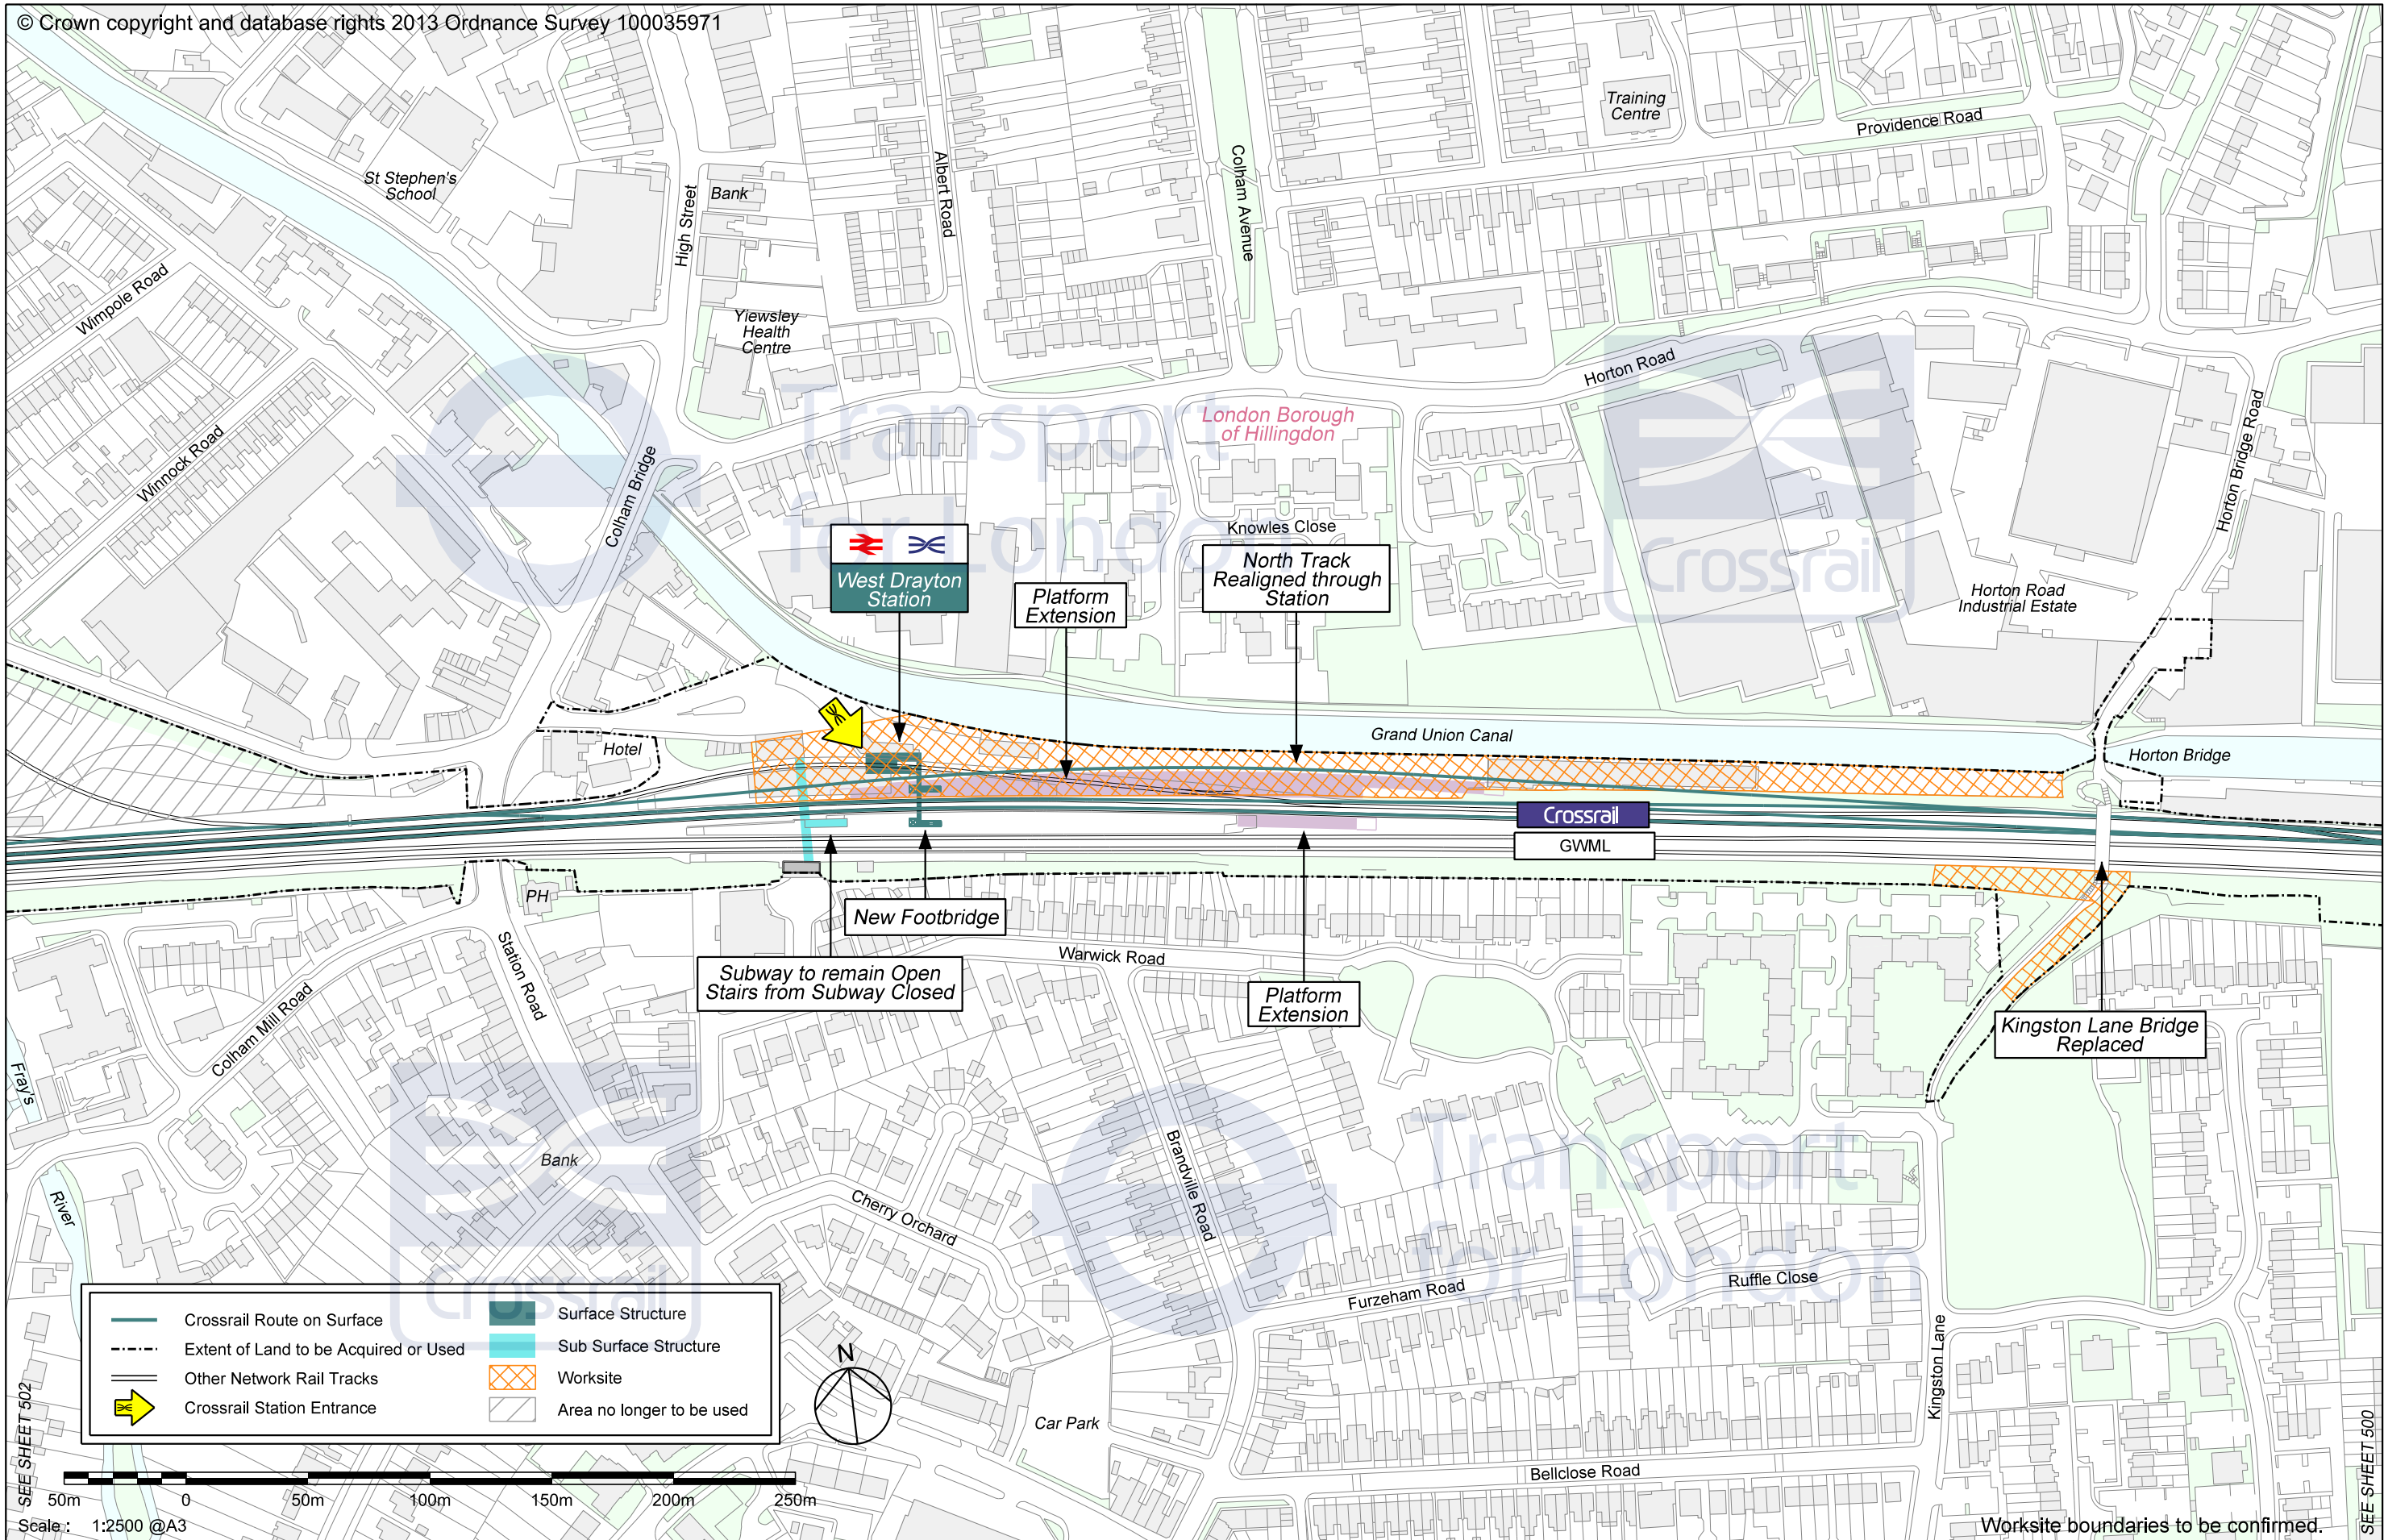 © Crown copyright and database rights 2013 Ordnance Survey 100035971
Training
Centre
Providence Road
St Stephen's
School
High Street
Bank
Albert Road
Colham Avenue
Wimpole Road
Yiewsley
Health
Centre
Horton Road
Transport
for London
London Borough
of Hillingdon
Crossrail
Horton Bridge Road
Winnock Road
Colham Bridge
Knowles Close
West Drayton
Station
Platform
Extension
North Track
Realigned through
Station
Horton Road
Industrial Estate
Hotel
Grand Union Canal
Horton Bridge
Crossrail
GWML
PH
New Footbridge
Station Road
Warwick Road
Subway to remain Open
Stairs from Subway Closed
Platform
Extension
Kingston Lane Bridge
Replaced
Colham Mill Road
Fray's
River
Bank
Cherry Orchard
Brandville Road
Transport
for London
Crossrail
Furzeham Road
Ruffle Close
Kingston Lane
Crossrail Route on Surface
Extent of Land to be Acquired or Used
Other Network Rail Tracks
Crossrail Station Entrance
Surface Structure
Sub Surface Structure
Worksite
Area no longer to be used
N
Car Park
Bellclose Road
SEE SHEET 502
SEE SHEET 500
50m 0 50m 100m 150m 200m 250m
Scale : 1:2500 @A3
Worksite boundaries to be confirmed.